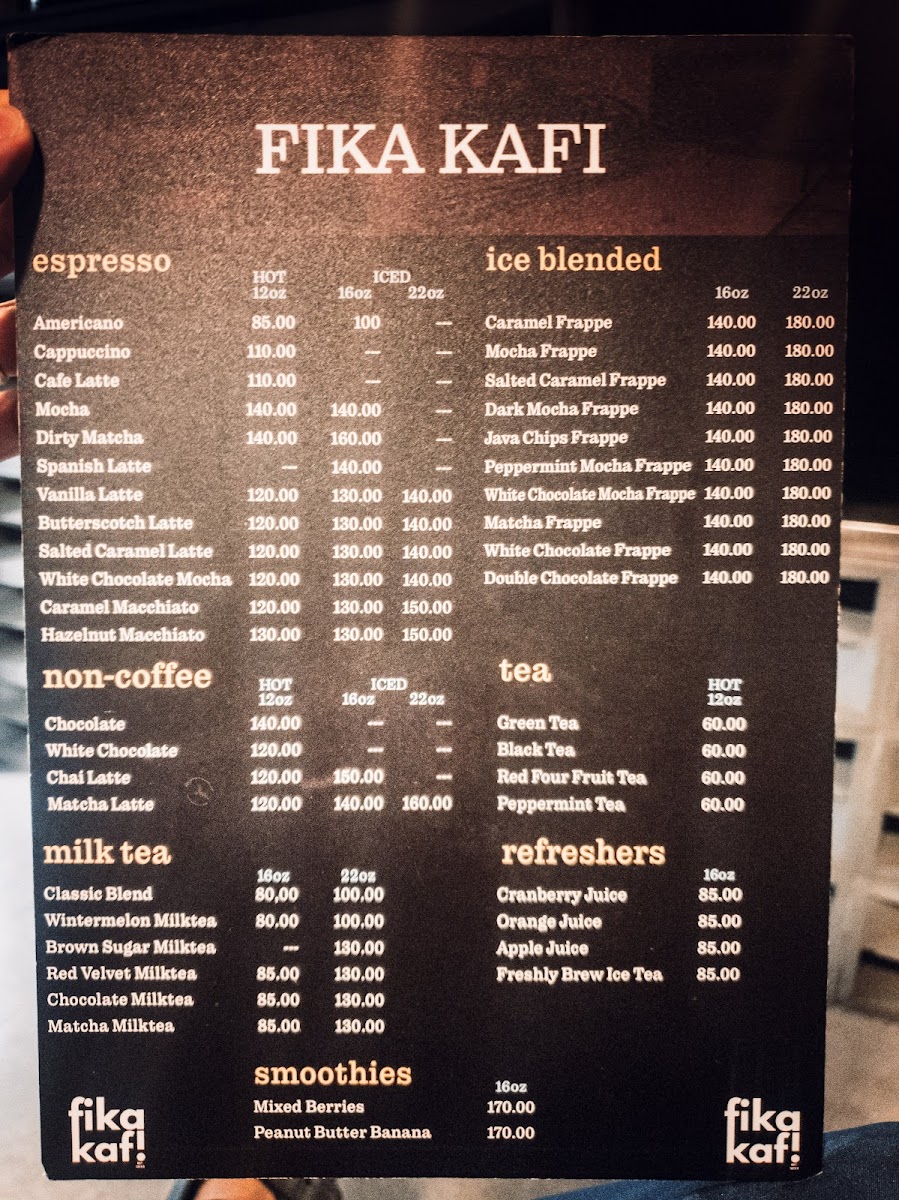 FIKA KAFI
espresso
HOT ICED
12oz 16oz 22oz
Americano 85.00 100 —
Cappuccino 110.00 — —
Cafe Latte 110.00 — —
Mocha 140.00 140.00 —
Dirty Matcha 140.00 160.00 —
Spanish Latte — 140.00 —
Vanilla Latte 120.00 130.00 140.00
Butterscotch Latte 120.00 130.00 140.00
Salted Caramel Latte 120.00 130.00 140.00
White Chocolate Mocha 120.00 130.00 140.00
Caramel Macchiato 120.00 130.00 150.00
Hazelnut Macchiato 130.00 130.00 150.00
ice blended
16oz 22oz
Caramel Frappe 140.00 180.00
Mocha Frappe 140.00 180.00
Salted Caramel Frappe 140.00 180.00
Dark Mocha Frappe 140.00 180.00
Java Chips Frappe 140.00 180.00
Peppermint Mocha Frappe 140.00 180.00
White Chocolate Mocha Frappe 140.00 180.00
Matcha Frappe 140.00 180.00
White Chocolate Frappe 140.00 180.00
Double Chocolate Frappe 140.00 180.00
non-coffee
HOT ICED
12oz 16oz 22oz
Chocolate 140.00 — —
White Chocolate 120.00 — —
Chai Latte 120.00 150.00 —
Matcha Latte 120.00 140.00 160.00
tea
HOT
12oz
Green Tea 60.00
Black Tea 60.00
Red Four Fruit Tea 60.00
Peppermint Tea 60.00
milk tea
16oz 22oz
Classic Blend 80,00 100.00
Wintermelon Milktea 80.00 100.00
Brown Sugar Milktea --- 130.00
Red Velvet Milktea 85.00 130.00
Chocolate Milktea 85.00 130.00
Matcha Milktea 85.00 130.00
refreshers
16oz
Cranberry Juice 85.00
Orange Juice 85.00
Apple Juice 85.00
Freshly Brew Ice Tea 85.00
smoothies
16oz
Mixed Berries 170.00
Peanut Butter Banana 170.00
fika
kaf!
fika
kaf!